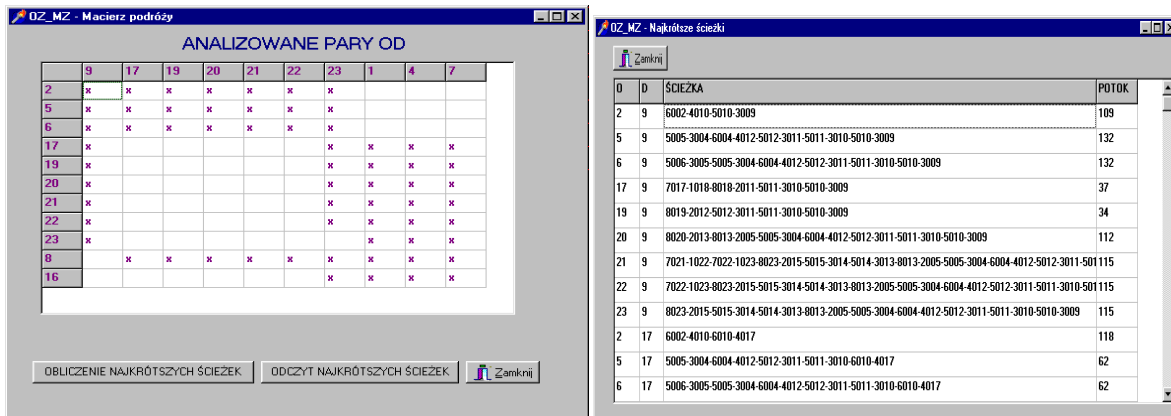 OZ_MZ - Macierz podróży
ANALIZOWANE PARY OD
9 17 19 20 21 22 23 1 4 7
2 x x x x x x x
5 x x x x x x x
6 x x x x x x x
17 x x x x x
19 x x x x x
20 x x x x x
21 x x x x x
22 x x x x x
23 x x x x
8 x x x x x x x x x
16 x x x x
OBLICZENIE NAJKRÓTSZYCH ŚCIEŻEK ODCZYT NAJKRÓTSZYCH ŚCIEŻEK Zamknij
OZ_MZ - Najkrótsze ścieżki
Zamknij
O D ŚCIEŻKA POTOK
2 9 6002-4010-5010-3009 109
5 9 5005-3004-6004-4012-5012-3011-5011-3010-5010-3009 132
6 9 5006-3005-5005-3004-6004-4012-5012-3011-5011-3010-5010-3009 132
17 9 7017-1018-8018-2011-5011-3010-5010-3009 37
19 9 8019-2012-5012-3011-5011-3010-5010-3009 34
20 9 8020-2013-8013-2005-5005-3004-6004-4012-5012-3011-5011-3010-5010-3009 112
21 9 7021-1022-7022-1023-8023-2015-5015-3014-5014-3013-8013-2005-5005-3004-6004-4012-5012-3011-501 115
22 9 7022-1023-8023-2015-5015-3014-5014-3013-8013-2005-5005-3004-6004-4012-5012-3011-5011-3010-501 115
23 9 8023-2015-5015-3014-5014-3013-8013-2005-5005-3004-6004-4012-5012-3011-5011-3010-5010-3009 115
2 17 6002-4010-6010-4017 118
5 17 5005-3004-6004-4012-5012-3011-5011-3010-6010-4017 62
6 17 5006-3005-5005-3004-6004-4012-5012-3011-5011-3010-6010-4017 62